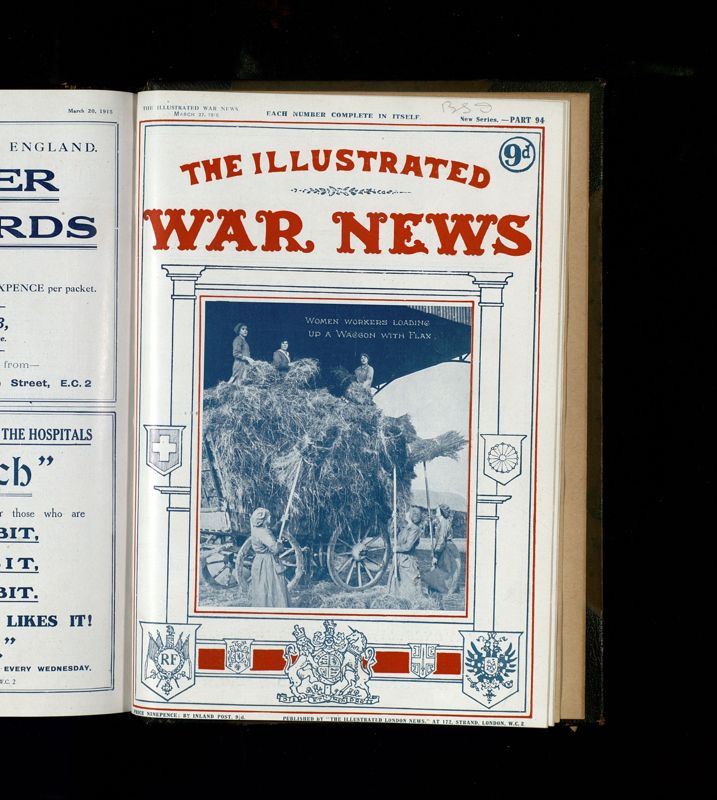 March 20, 1918
ENGLAND.
ER
RDS
XPENCE per packet.
from—
Street, E.C. 2
THE HOSPITALS
ch"
those who are
BIT,
IT,
BIT.
LIKES IT!
"
EVERY WEDNESDAY.
W.C. 2
THE ILLUSTRATED WAR NEWS,
MARCH 27, 1918
EACH NUMBER COMPLETE IN ITSELF
New Series.—PART 94
9d
THE ILLUSTRATED
WAR NEWS
WOMEN WORKERS LOADING
UP A WAGGON WITH FLAX.
RF
PRICE NINEPENCE: BY INLAND POST, 9½d.
PUBLISHED BY "THE ILLUSTRATED LONDON NEWS," AT 172, STRAND, LONDON, W.C. 2